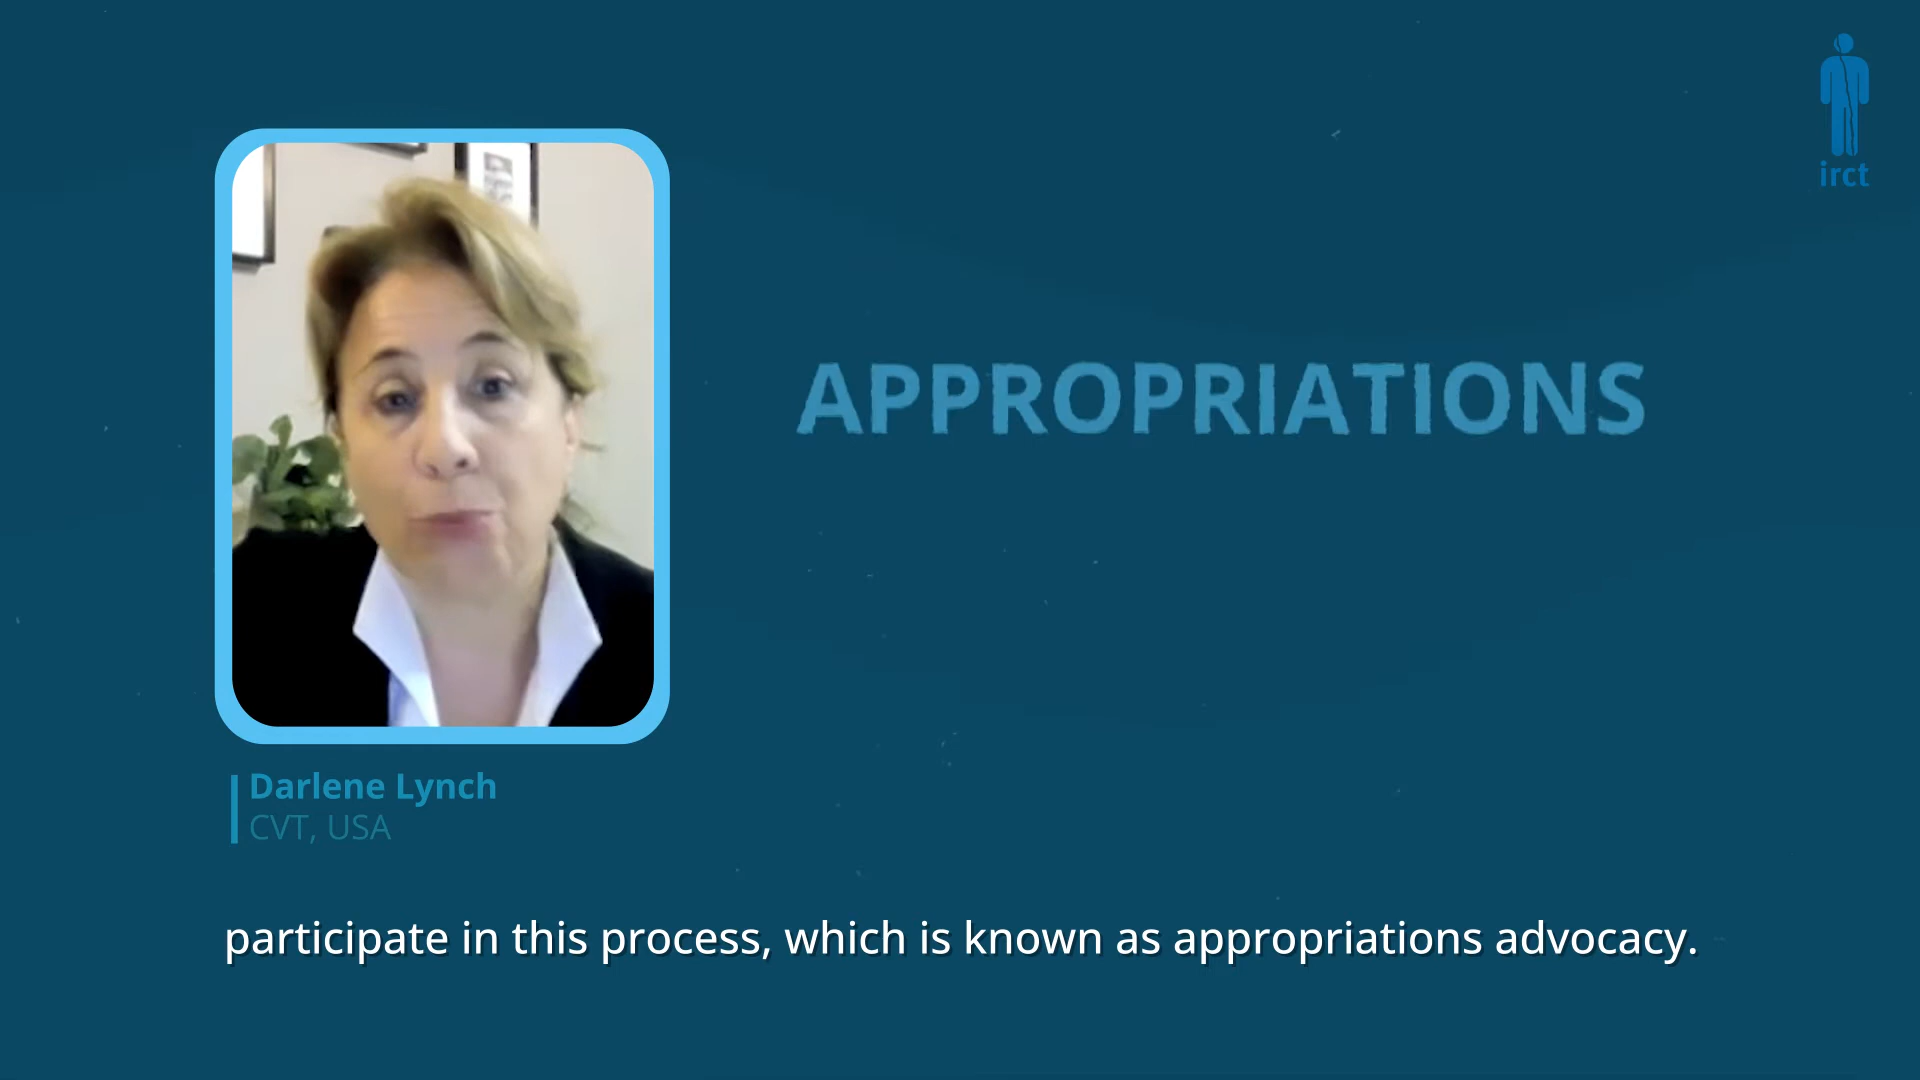 irct
APPROPRIATIONS
Darlene Lynch
CVT, USA
participate in this process, which is known as appropriations advocacy.